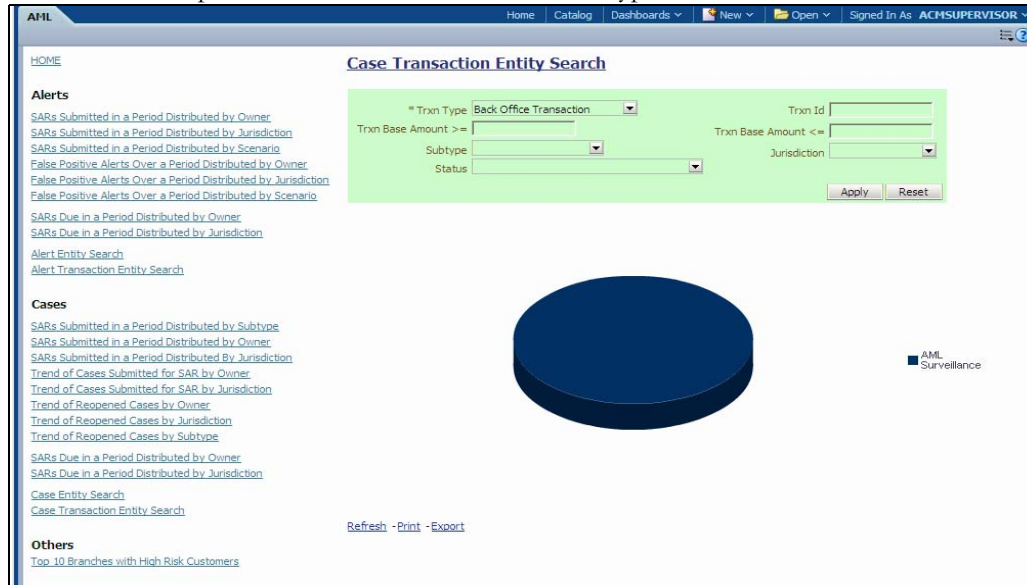 AML
Home Catalog Dashboards New Open Signed In As ACMSUPERVISOR
HOME
Alerts
SARs Submitted in a Period Distributed by Owner
SARs Submitted in a Period Distributed by Jurisdiction
SARs Submitted in a Period Distributed by Scenario
False Positive Alerts Over a Period Distributed by Owner
False Positive Alerts Over a Period Distributed by Jurisdiction
False Positive Alerts Over a Period Distributed by Scenario
SARs Due in a Period Distributed by Owner
SARs Due in a Period Distributed by Jurisdiction
Alert Entity Search
Alert Transaction Entity Search
Cases
SARs Submitted in a Period Distributed by Subtype
SARs Submitted in a Period Distributed by Owner
SARs Submitted in a Period Distributed By Jurisdiction
Trend of Cases Submitted for SAR by Owner
Trend of Cases Submitted for SAR by Jurisdiction
Trend of Reopened Cases by Owner
Trend of Reopened Cases by Jurisdiction
Trend of Reopened Cases by Subtype
SARs Due in a Period Distributed by Owner
SARs Due in a Period Distributed by Jurisdiction
Case Entity Search
Case Transaction Entity Search
Others
Top 10 Branches with High Risk Customers
Case Transaction Entity Search
* Trxn Type Back Office Transaction Trxn Id
Trxn Base Amount >= Trxn Base Amount <=
Subtype Jurisdiction
Status
Apply Reset
AML
Surveillance
Refresh - Print - Export